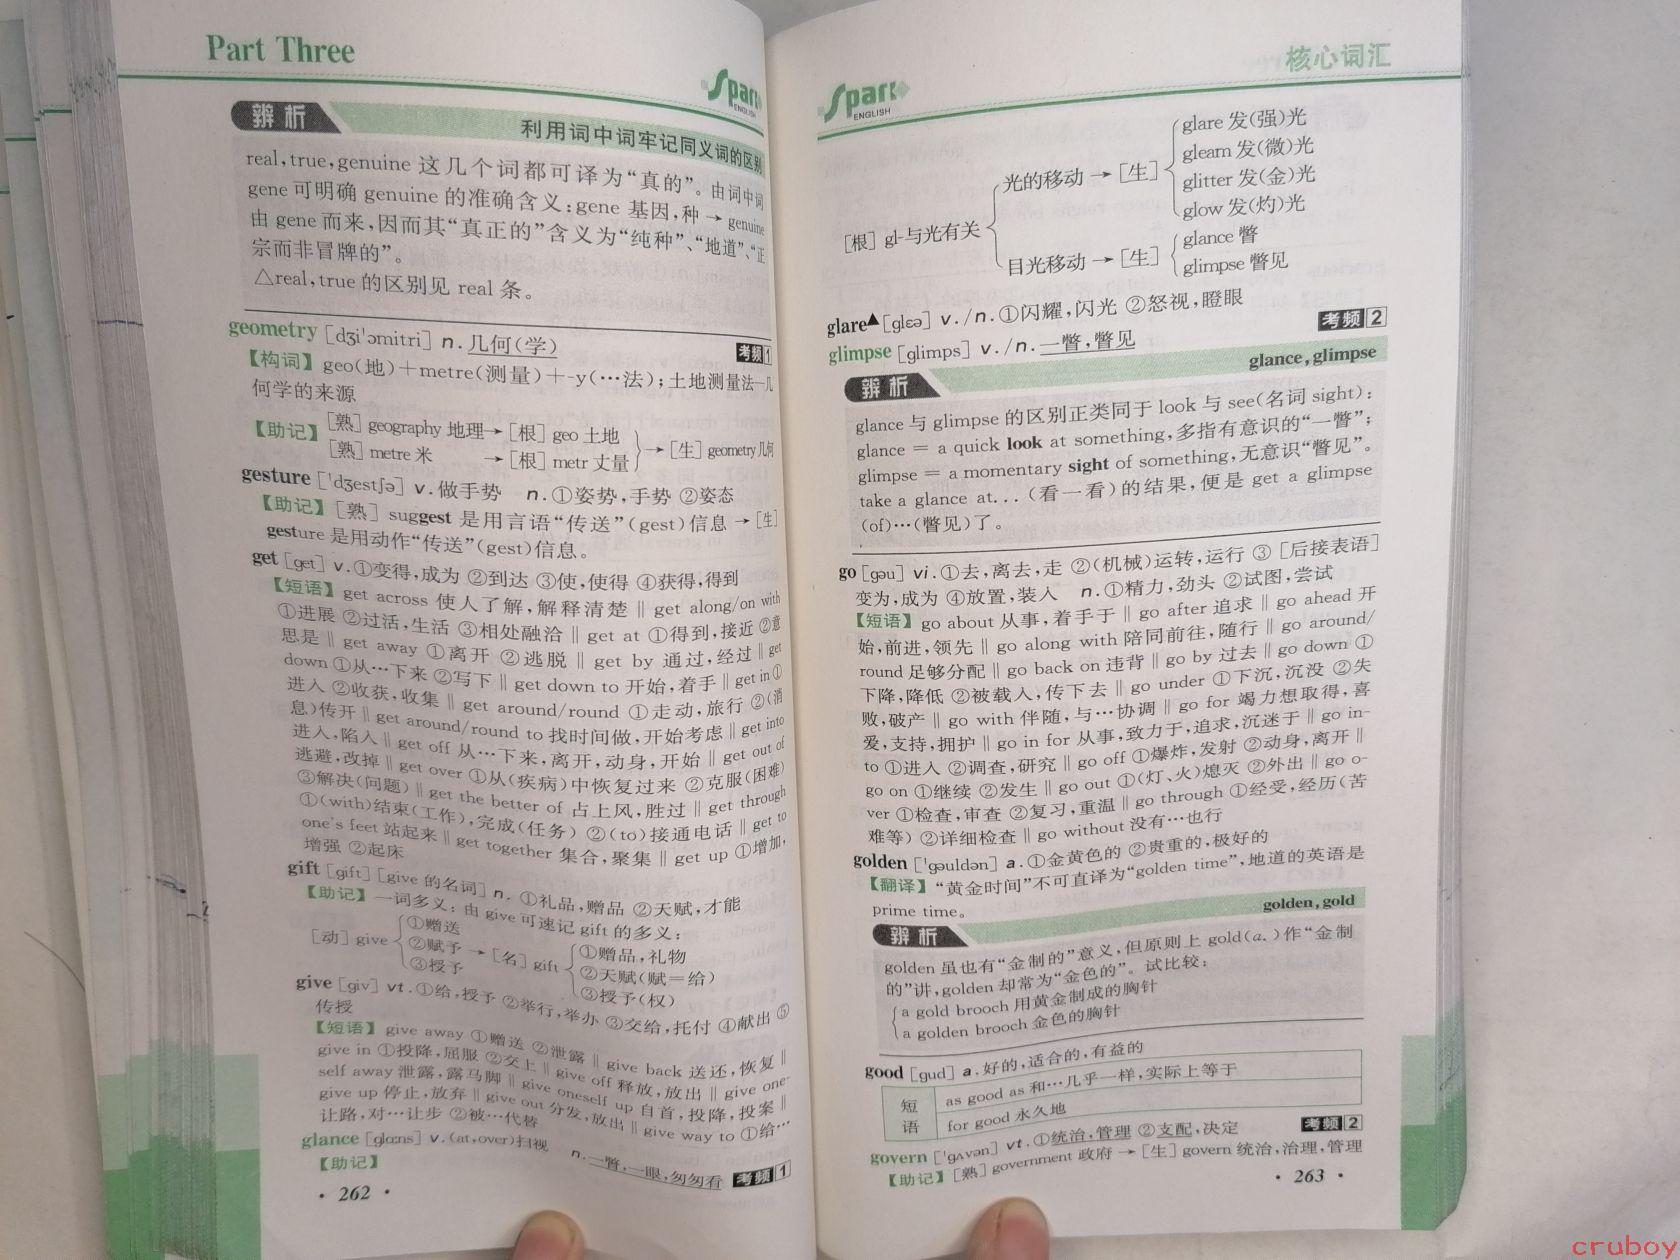 Part Three
Spark
ENGLISH
辨析
利用词中词牢记同义词的区别
real,true,genuine 这几个词都可译为“真的”。由词中词
gene 可明确 genuine 的准确含义:gene 基因,种 → genuine
由 gene 而来,因而其“真正的”含义为“纯种”、“地道”、“正
宗而非冒牌的”。
△real,true 的区别见 real 条。
geometry [dʒi'ɔmitri] n. 几何(学) 考频 1
【构词】geo(地)+metre(测量)+-y(…法);土地测量法—几
何学的来源
【助记】[熟] geography 地理→[根] geo 土地
[熟] metre 米 →[根] metr 丈量 →[生] geometry几何
gesture ['dʒestʃə] v. 做手势 n. ①姿势,手势 ②姿态
【助记】[熟] suggest 是用言语“传送”(gest)信息 →[生]
gesture 是用动作“传送”(gest)信息。
get [get] v. ①变得,成为 ②到达 ③使,使得 ④获得,得到
【短语】get across 使人了解,解释清楚 ‖ get along/on with
①进展 ②过活,生活 ③相处融洽 ‖ get at ①得到,接近 ②意
思是 ‖ get away ①离开 ②逃脱 ‖ get by 通过,经过 ‖ get
down ①从…下来 ②写下 ‖ get down to 开始,着手 ‖ get in ①
进入 ②收获,收集 ‖ get around/round ①走动,旅行 ②(消
息)传开 ‖ get around/round to 找时间做,开始考虑 ‖ get into
进入,陷入 ‖ get off 从…下来,离开,动身,开始 ‖ get out of
逃避,改掉 ‖ get over ①从(疾病)中恢复过来 ②克服(困难)
③解决(问题) ‖ get the better of 占上风,胜过 ‖ get through
①(with)结束(工作),完成(任务) ②(to)接通电话 ‖ get to
one's feet 站起来 ‖ get together 集合,聚集 ‖ get up ①增加,
增强 ②起床
gift [gift] [give 的名词] n. ①礼品,赠品 ②天赋,才能
【助记】一词多义:由 give 可速记 gift 的多义:
[动] give ①赠送 ②赋予 ③授予 → [名] gift ①赠品,礼物 ②天赋(赋=给) ③授予(权)
give [giv] vt. ①给,授予 ②举行,举办 ③交给,托付 ④献出 ⑤
传授
【短语】give away ①赠送 ②泄露 ‖ give back 送还,恢复 ‖
give in ①投降,屈服 ②交上 ‖ give off 释放,放出 ‖ give one-
self away 泄露,露马脚 ‖ give oneself up 自首,投降,投案 ‖
give up 停止,放弃 ‖ give out 分发,放出 ‖ give way to ①给…
让路,对…让步 ②被…代替
glance [glɑ:ns] v. (at,over)扫视 n. 一瞥,一眼,匆匆看 考频 1
【助记】
· 262 ·
核心词汇
Spark
ENGLISH
glare 发(强)光
gleam 发(微)光
光的移动 → [生]
glitter 发(金)光
glow 发(灼)光
[根] gl-与光有关
glance 瞥
目光移动 → [生]
glimpse 瞥见
glare▲ [glɛə] v./n. ①闪耀,闪光 ②怒视,瞪眼
glimpse [glimps] v./n. 一瞥,瞥见 考频 2
辨析 glance,glimpse
glance 与 glimpse 的区别正类同于 look 与 see(名词 sight):
glance = a quick look at something,多指有意识的“一瞥”;
glimpse = a momentary sight of something,无意识“瞥见”。
take a glance at...(看一看)的结果,便是 get a glimpse
(of)…(瞥见)了。
go [gəu] vi. ①去,离去,走 ②(机械)运转,运行 ③ [后接表语]
变为,成为 ④放置,装入 n. ①精力,劲头 ②试图,尝试
【短语】go about 从事,着手于 ‖ go after 追求 ‖ go ahead 开
始,前进,领先 ‖ go along with 陪同前往,随行 ‖ go around/
round 足够分配 ‖ go back on 违背 ‖ go by 过去 ‖ go down ①
下降,降低 ②被载入,传下去 ‖ go under ①下沉,沉没 ②失
败,破产 ‖ go with 伴随,与…协调 ‖ go for 竭力想取得,喜
爱,支持,拥护 ‖ go in for 从事,致力于,追求,沉迷于 ‖ go in-
to ①进入 ②调查,研究 ‖ go off ①爆炸,发射 ②动身,离开 ‖
go on ①继续 ②发生 ‖ go out ①(灯、火)熄灭 ②外出 ‖ go o-
ver ①检查,审查 ②复习,重温 ‖ go through ①经受,经历(苦
难等) ②详细检查 ‖ go without 没有…也行
golden ['gəuldən] a. ①金黄色的 ②贵重的,极好的
【翻译】“黄金时间”不可直译为“golden time”,地道的英语是
prime time。
辨析 golden,gold
golden 虽也有“金制的”意义,但原则上 gold(a.)作“金制
的”讲,golden 却常为“金色的”。试比较:
a gold brooch 用黄金制成的胸针
a golden brooch 金色的胸针
good [gud] a. 好的,适合的,有益的
短语
as good as 和…几乎一样,实际上等于
for good 永久地
govern ['gʌvən] vt. ①统治,管理 ②支配,决定 考频 2
【助记】[熟] government 政府 →[生] govern 统治,治理,管理
· 263 ·
cruboy